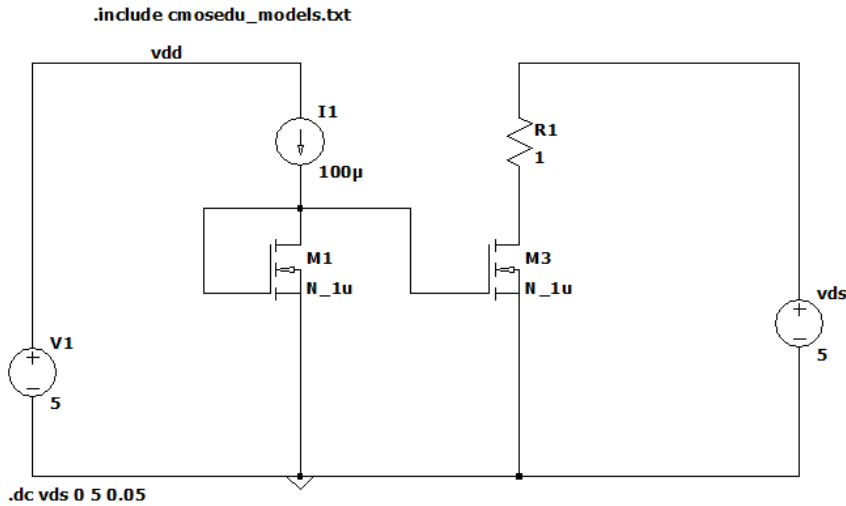 .include cmosedu_models.txt
vdd
I1
100µ
R1
1
M1
N_1u
M3
N_1u
vds
5
V1
5
.dc vds 0 5 0.05